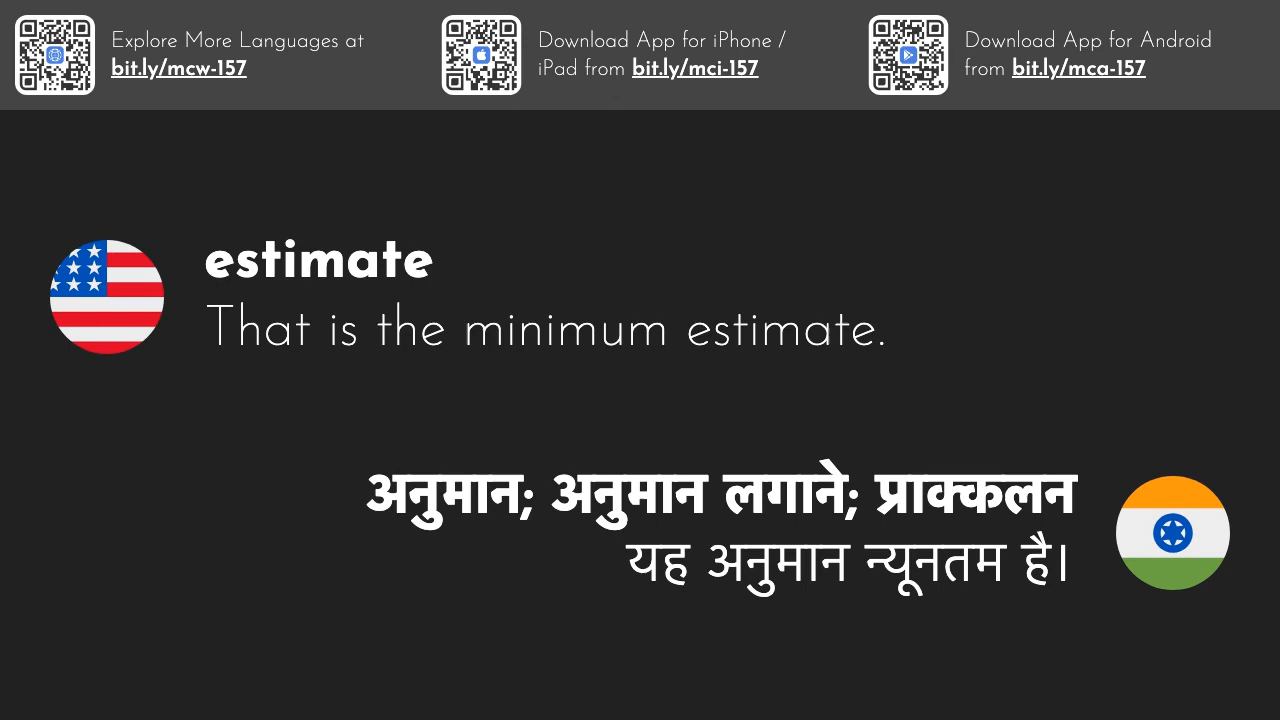 Explore More Languages at
bit.ly/mcw-157
Download App for iPhone /
iPad from bit.ly/mci-157
Download App for Android
from bit.ly/mca-157
estimate
That is the minimum estimate.
अनुमान; अनुमान लगाने; प्राक्कलन
यह अनुमान न्यूनतम है।